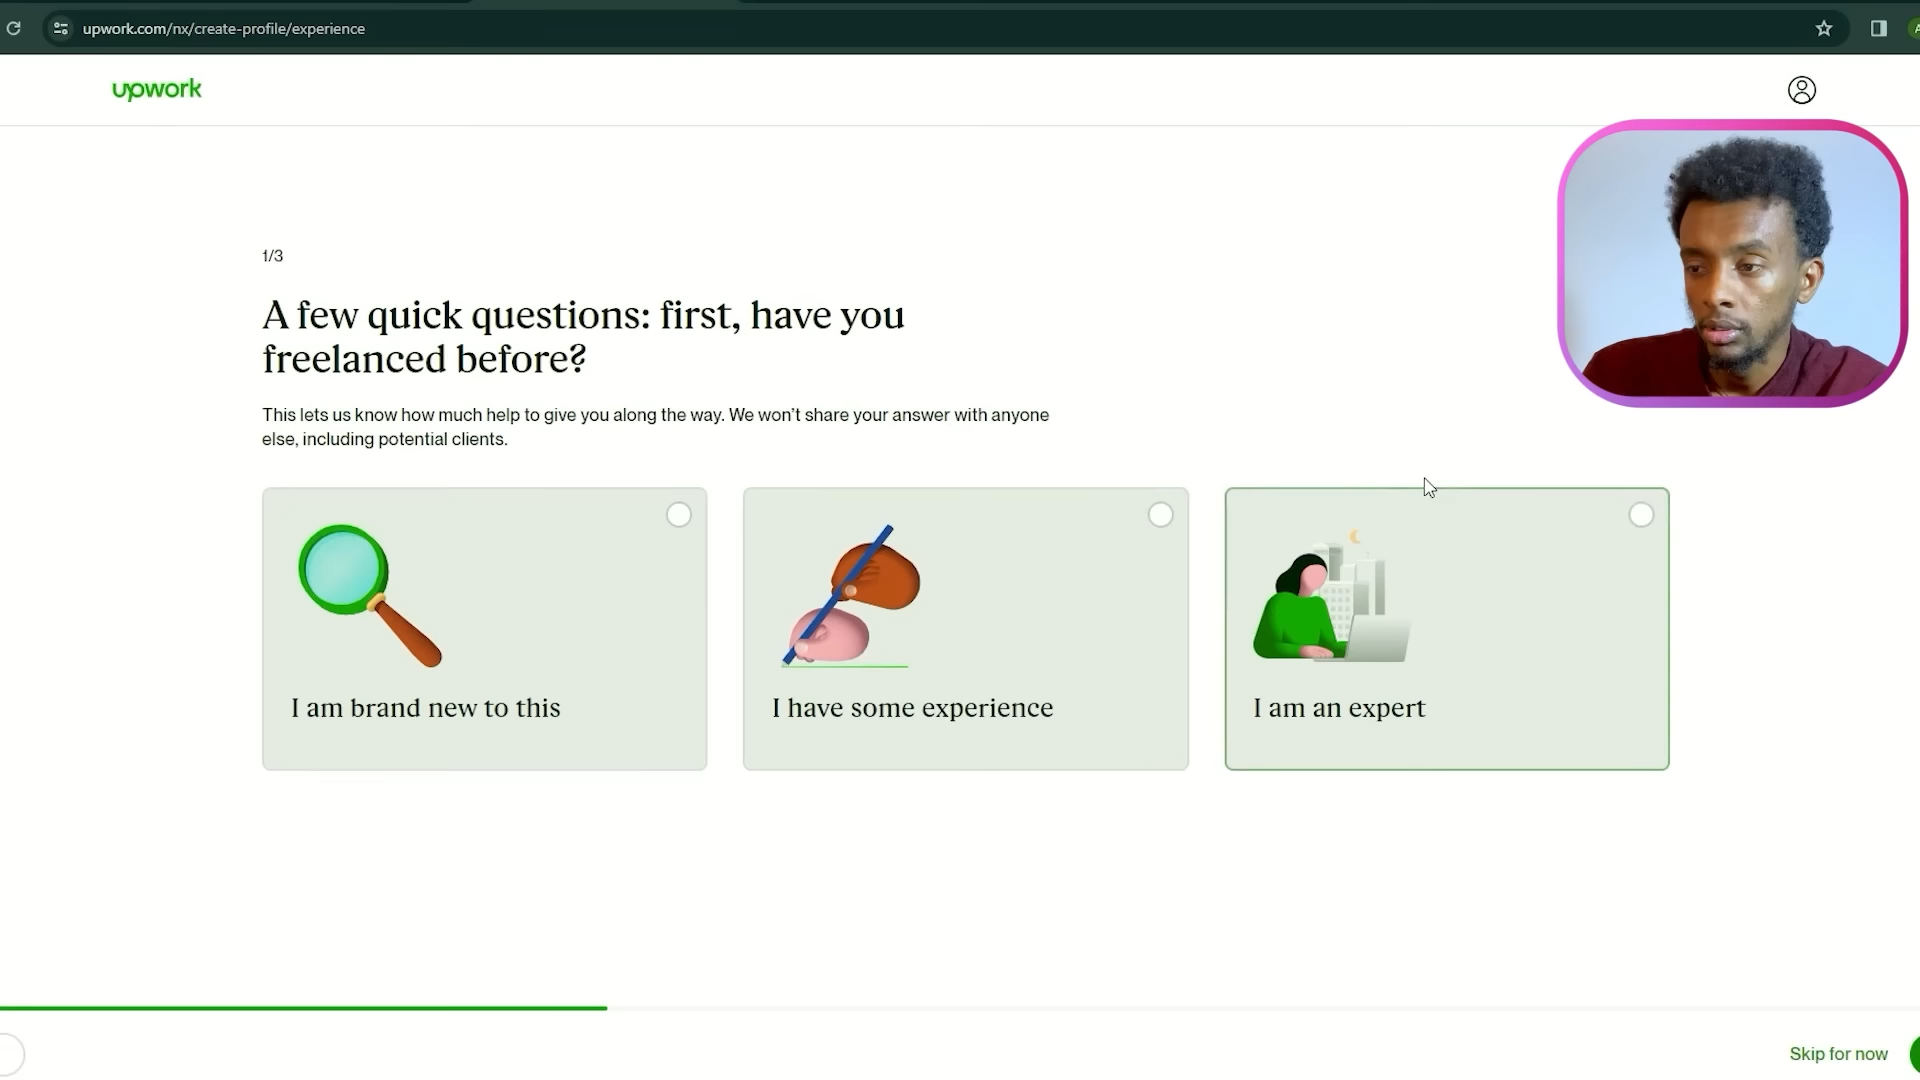 upwork.com/nx/create-profile/experience
upwork
1/3
A few quick questions: first, have you
freelanced before?
This lets us know how much help to give you along the way. We won’t share your answer with anyone
else, including potential clients.
I am brand new to this
I have some experience
I am an expert
Skip for now